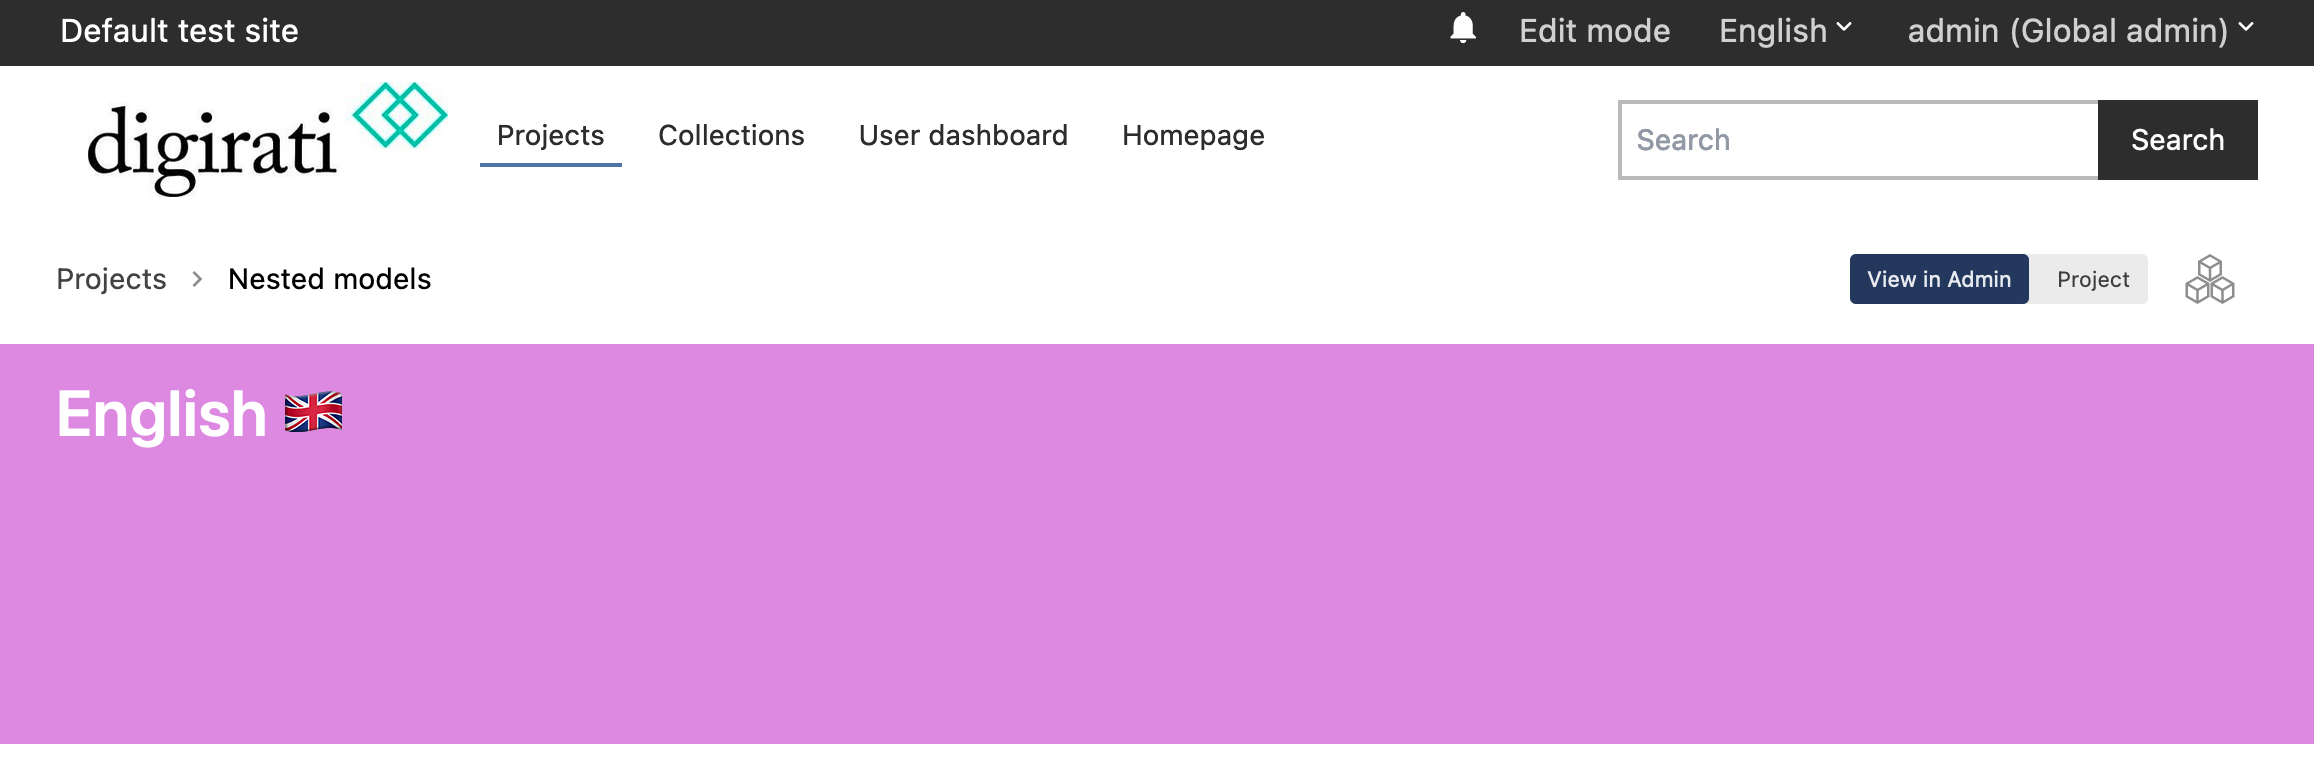 Default test site
Edit mode
English
admin (Global admin)
digirati
Projects
Collections
User dashboard
Homepage
Search
Search
Projects > Nested models
View in Admin
Project
English 🇬🇧